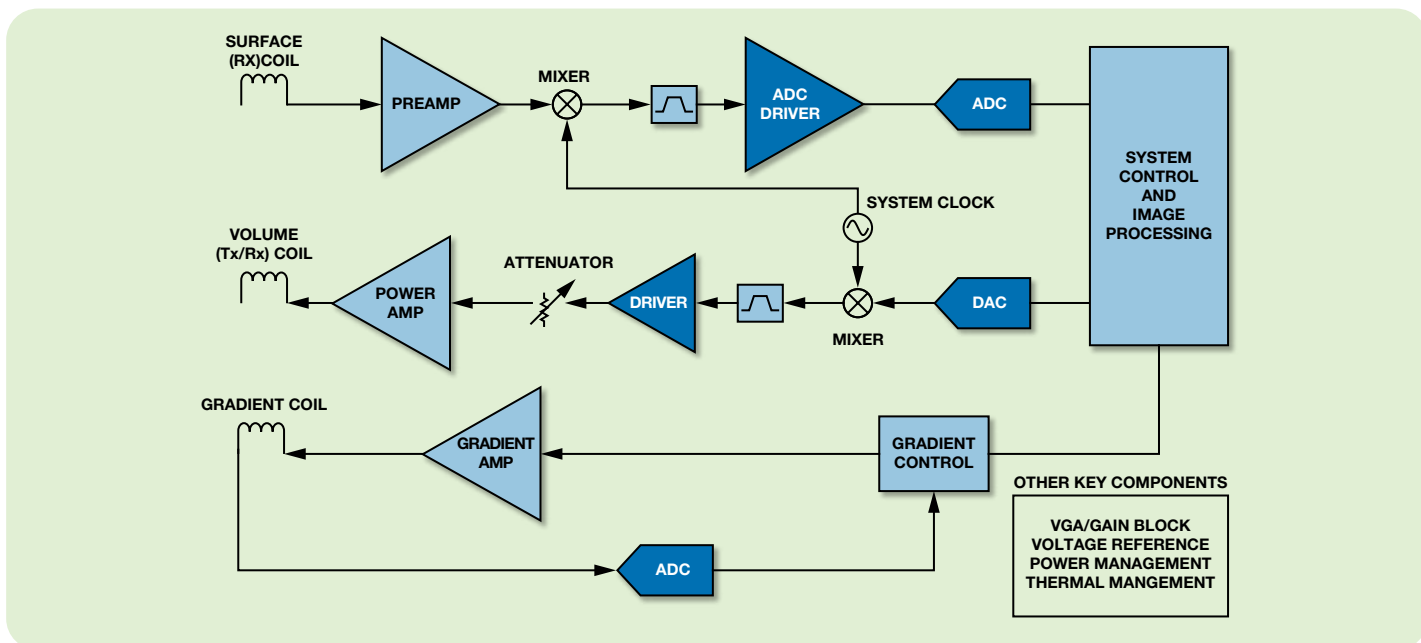 SURFACE
(RX)COIL
PREAMP
MIXER
ADC
DRIVER
ADC
SYSTEM
CONTROL
AND
IMAGE
PROCESSING
SYSTEM CLOCK
VOLUME
(Tx/Rx) COIL
POWER
AMP
ATTENUATOR
DRIVER
MIXER
DAC
GRADIENT COIL
GRADIENT
AMP
GRADIENT
CONTROL
ADC
OTHER KEY COMPONENTS
VGA/GAIN BLOCK
VOLTAGE REFERENCE
POWER MANAGEMENT
THERMAL MANGEMENT